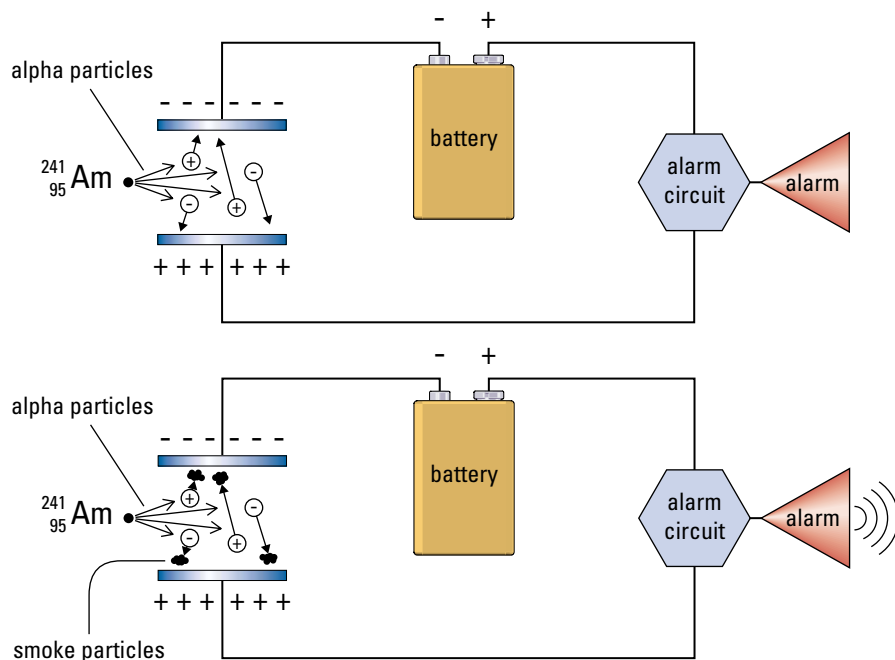 - +
alpha particles
- - - - - -
battery
241
95 Am
+
-
-
+
alarm
circuit
alarm
+ + + + + +
- +
alpha particles
- - - - - -
battery
241
95 Am
+
-
-
+
alarm
circuit
alarm
+ + + + + +
smoke particles